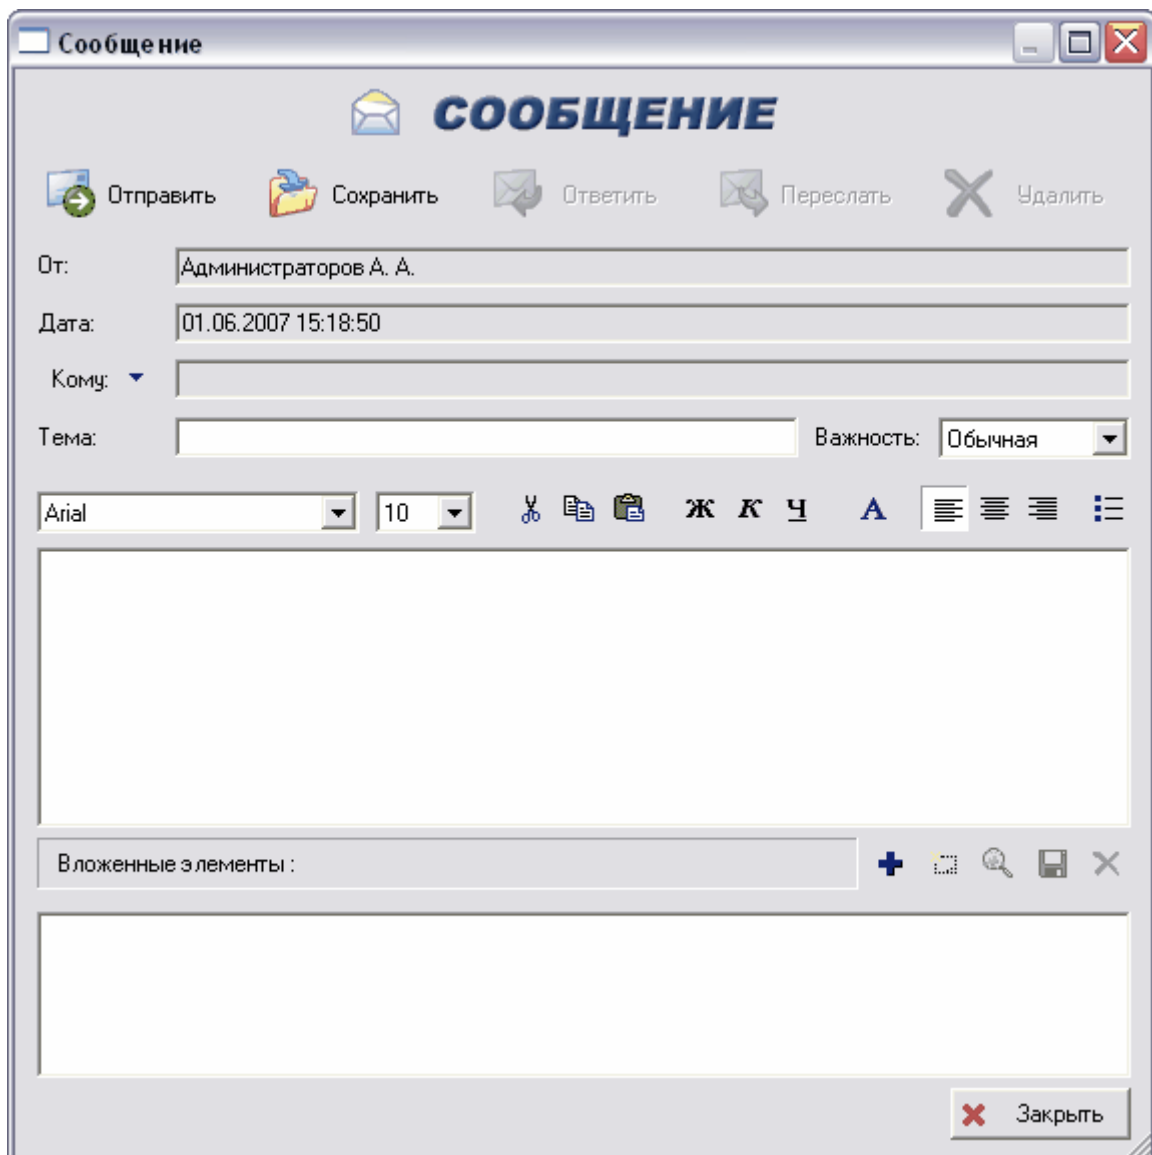 Сообщение
СООБЩЕНИЕ
Отправить Сохранить Ответить Переслать Удалить
От: Администраторов А. А.
Дата: 01.06.2007 15:18:50
Кому:
Тема: Важность: Обычная
Arial 10 Ж К Ч А
Вложенные элементы :
Закрыть